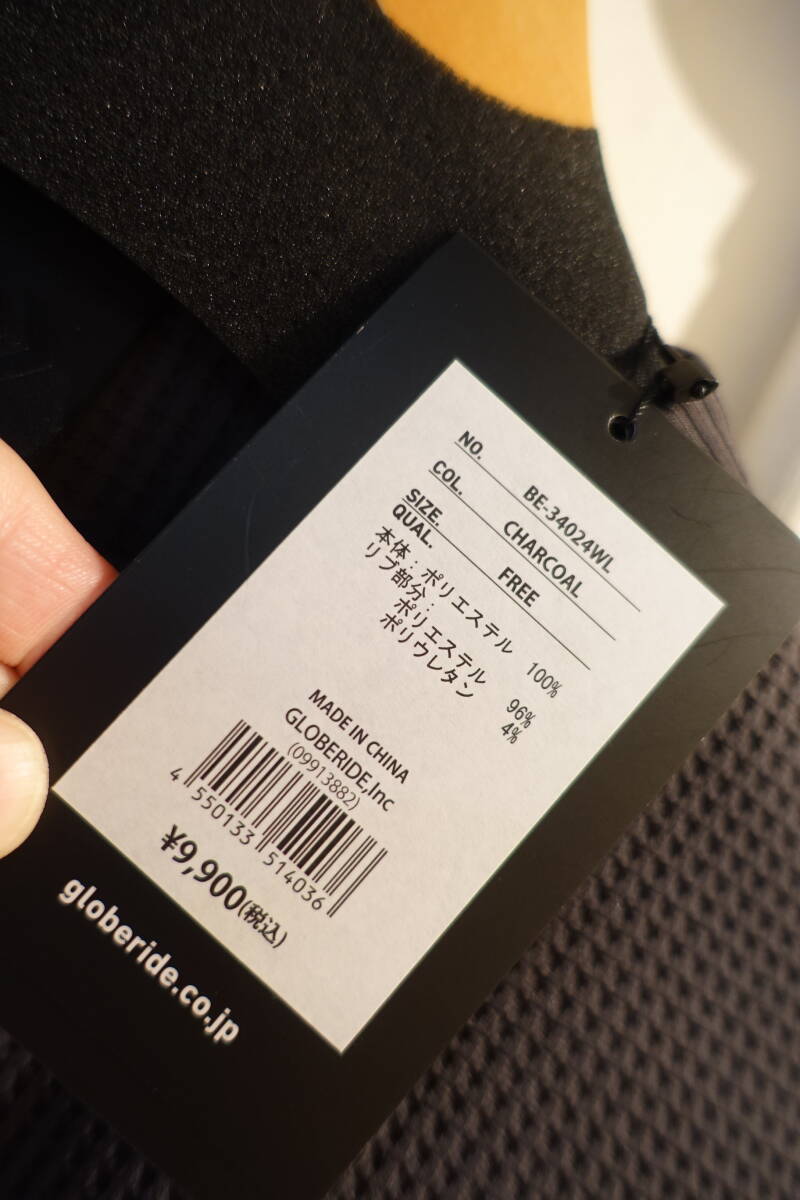 NO. BE-34024WL
COL. CHARCOAL
SIZE. FREE
QUAL.
本体：ポリエステル 100%
リブ部分：
ポリエステル 96%
ポリウレタン 4%
MADE IN CHINA
GLOBERIDE,Inc
(09913882)
4 550133 514036
¥9,900(税込)
globeride.co.jp